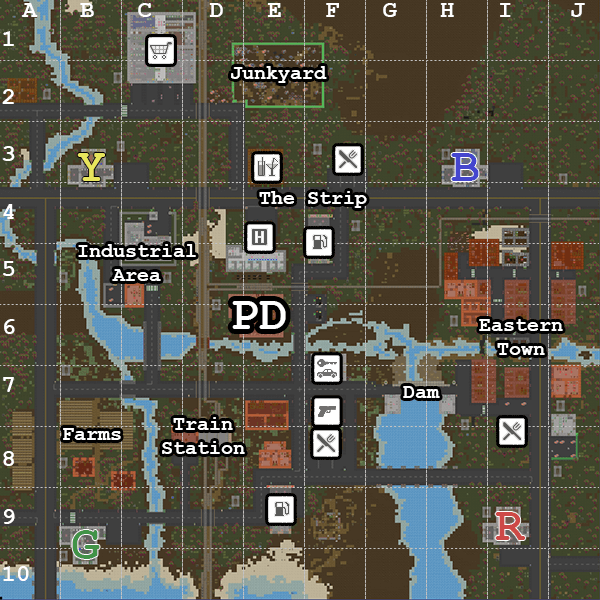 A B C D E F G H I J
1
Junkyard
2
3
Y
B
The Strip
4
H
Industrial
Area
5
PD
6
Eastern
Town
7
Dam
Farms
Train
Station
8
9
G
R
10